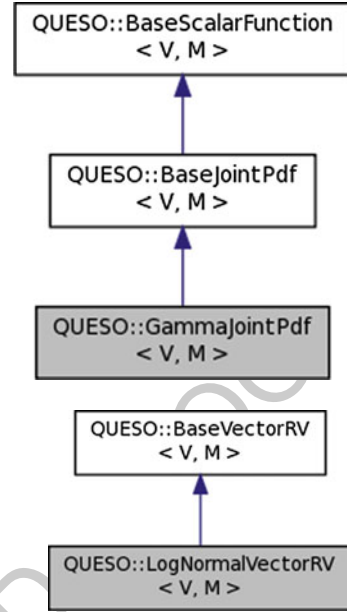 QUESO::BaseScalarFunction
< V, M >
QUESO::BaseJointPdf
< V, M >
QUESO::GammaJointPdf
< V, M >
QUESO::BaseVectorRV
< V, M >
QUESO::LogNormalVectorRV
< V, M >